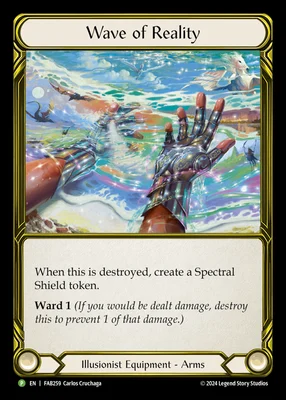 Wave of Reality
When this is destroyed, create a Spectral
Shield token.
Ward 1 (If you would be dealt damage, destroy
this to prevent 1 of that damage.)
Illusionist Equipment - Arms
P EN | FAB259 Carlos Cruchaga © 2024 Legend Story Studios